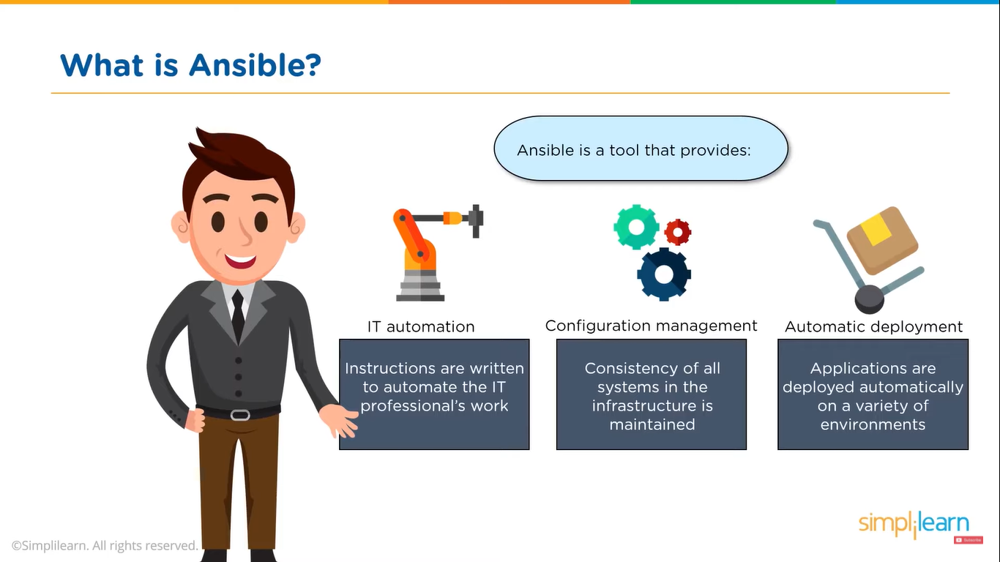 What is Ansible?
Ansible is a tool that provides:
IT automation
Instructions are written
to automate the IT
professional's work
Configuration management
Consistency of all
systems in the
infrastructure is
maintained
Automatic deployment
Applications are
deployed automatically
on a variety of
environments
simplilearn
Subscribe
©Simplilearn. All rights reserved.